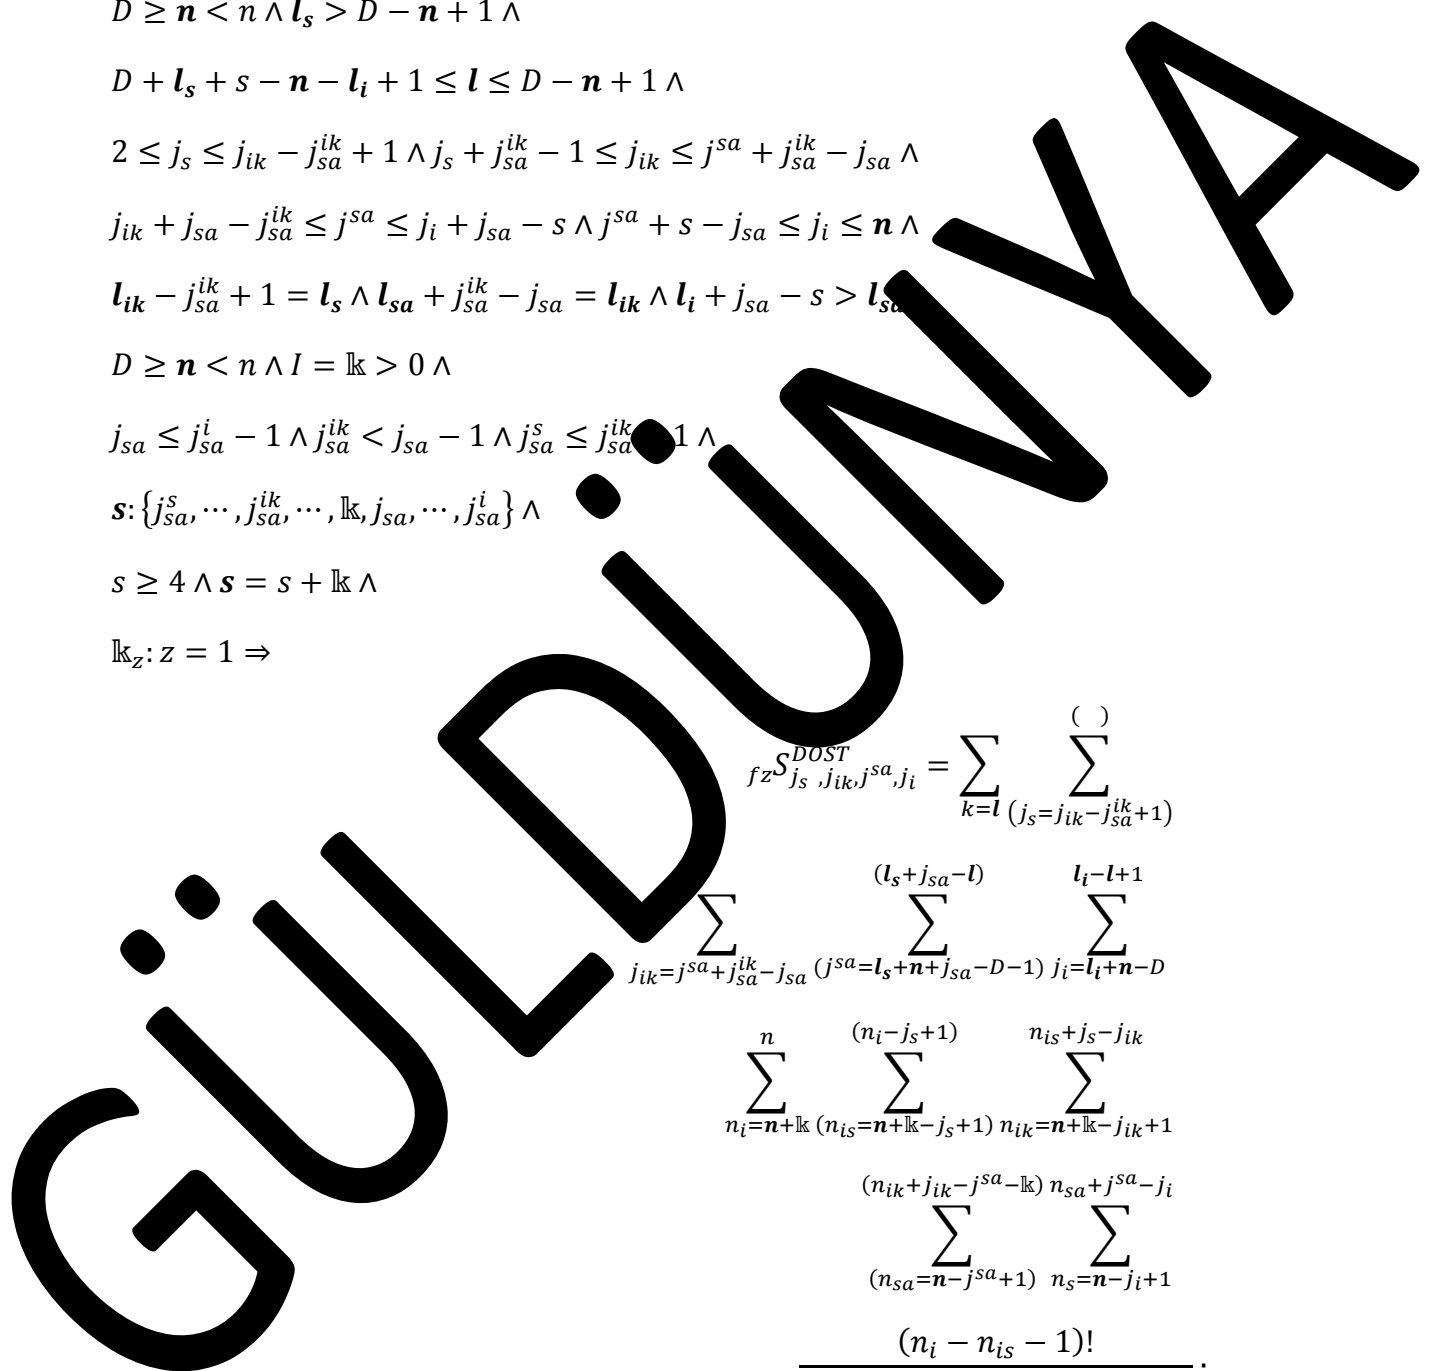 D ≥ 𝒏 < n ∧ 𝒍_𝒔 > D − 𝒏 + 1 ∧
D + 𝒍_𝒔 + s − 𝒏 − 𝒍_𝒊 + 1 ≤ 𝒍 ≤ D − 𝒏 + 1 ∧
2 ≤ j_s ≤ j_{ik} − j_{sa}^{ik} + 1 ∧ j_s + j_{sa}^{ik} − 1 ≤ j_{ik} ≤ j^{sa} + j_{sa}^{ik} − j_{sa} ∧
j_{ik} + j_{sa} − j_{sa}^{ik} ≤ j^{sa} ≤ j_i + j_{sa} − s ∧ j^{sa} + s − j_{sa} ≤ j_i ≤ 𝒏 ∧
𝒍_{𝒊𝒌} − j_{sa}^{ik} + 1 = 𝒍_𝒔 ∧ 𝒍_{𝒔𝒂} + j_{sa}^{ik} − j_{sa} = 𝒍_{𝒊𝒌} ∧ 𝒍_𝒊 + j_{sa} − s > 𝒍_{𝒔𝒂}
D ≥ 𝒏 < n ∧ I = 𝕜 > 0 ∧
j_{sa} ≤ j_{sa}^i − 1 ∧ j_{sa}^{ik} < j_{sa} − 1 ∧ j_{sa}^s ≤ j_{sa}^{ik} 1 ∧
𝒔: {j_{sa}^s, ⋯ , j_{sa}^{ik}, ⋯ , 𝕜, j_{sa}, ⋯ , j_{sa}^i} ∧
s ≥ 4 ∧ 𝒔 = s + 𝕜 ∧
𝕜_z: z = 1 ⇒
_{fz}S_{j_s ,j_{ik},j^{sa},j_i}^{DOST} = ∑_{k=𝒍} ∑_{(j_s=j_{ik}−j_{sa}^{ik}+1)}^{( )}
∑_{j_{ik}=j^{sa}+j_{sa}^{ik}−j_{sa}} ∑_{(j^{sa}=𝒍_𝒔+𝒏+j_{sa}−D−1)}^{(𝒍_𝒔+j_{sa}−𝒍)} ∑_{j_i=𝒍_𝒊+𝒏−D}^{𝒍_𝒊−𝒍+1}
∑_{n_i=𝒏+𝕜}^{n} ∑_{(n_{is}=𝒏+𝕜−j_s+1)}^{(n_i−j_s+1)} ∑_{n_{ik}=𝒏+𝕜−j_{ik}+1}^{n_{is}+j_s−j_{ik}}
∑_{(n_{sa}=𝒏−j^{sa}+1)}^{(n_{ik}+j_{ik}−j^{sa}−𝕜)} ∑_{n_s=𝒏−j_i+1}^{n_{sa}+j^{sa}−j_i}
(n_i − n_{is} − 1)! .
GÜLDÜNYA